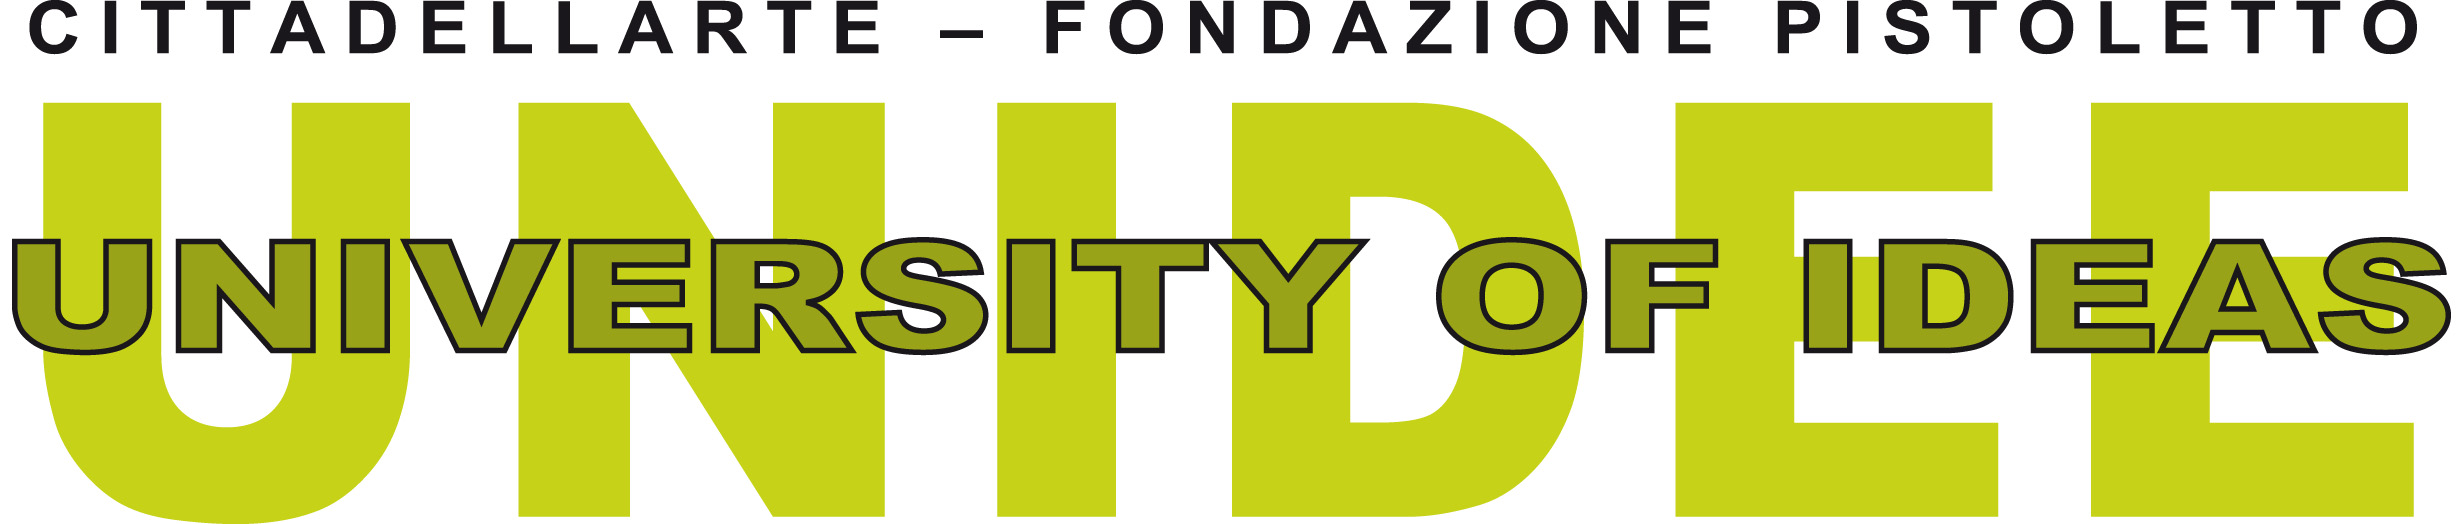 CITTADELLARTE – FONDAZIONE PISTOLETTO
UNIDEE
UNIVERSITY OF IDEAS